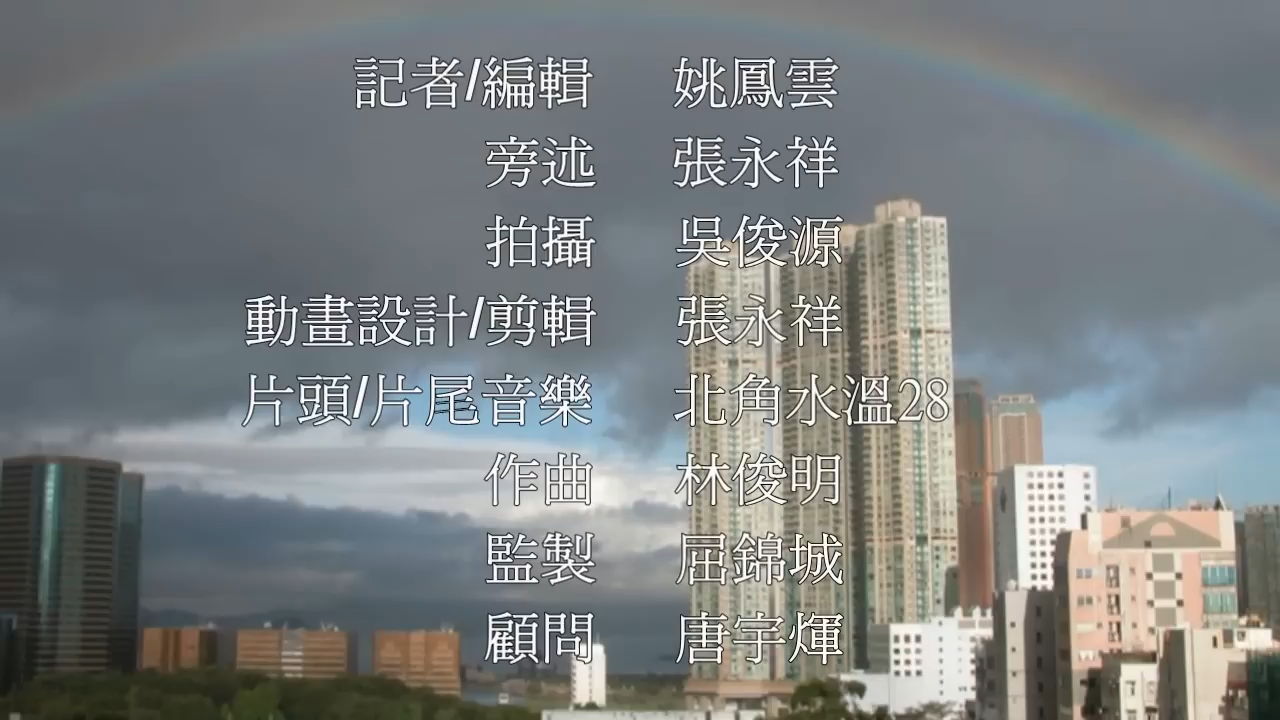 記者/編輯 姚鳳雲
旁述 張永祥
拍攝 吳俊源
動畫設計/剪輯 張永祥
片頭/片尾音樂 北角水溫28
作曲 林俊明
監製 屈錦城
顧問 唐宇煇